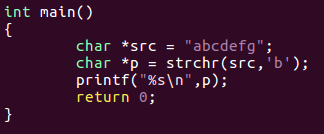 int main()
{
        char *src = "abcdefg";
        char *p = strchr(src,'b');
        printf("%s\n",p);
        return 0;
}